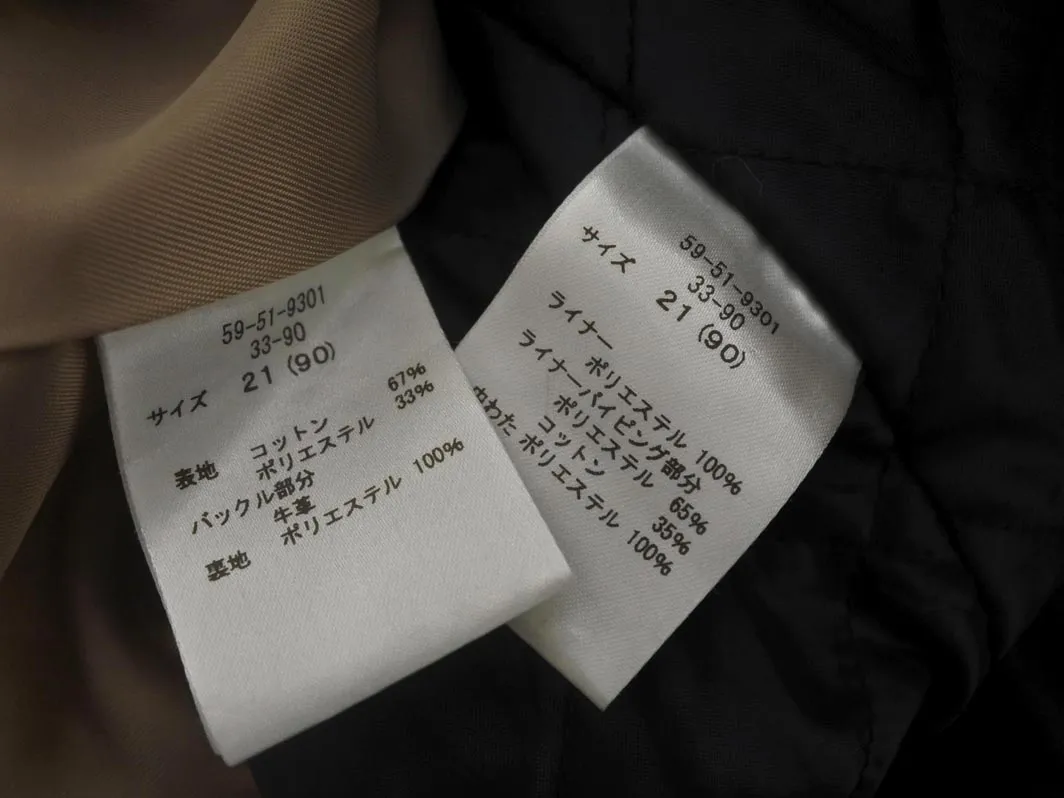 59-51-9301
33-90
サイズ 21 (90)
表地 コットン 67%
ポリエステル 33%
バックル部分
牛革
裏地 ポリエステル 100%
59-51-9301
33-90
サイズ 21 (90)
ライナー
ポリエステル 100%
ライナーパイピング部分
ポリエステル 65%
コットン 35%
中わた ポリエステル 100%